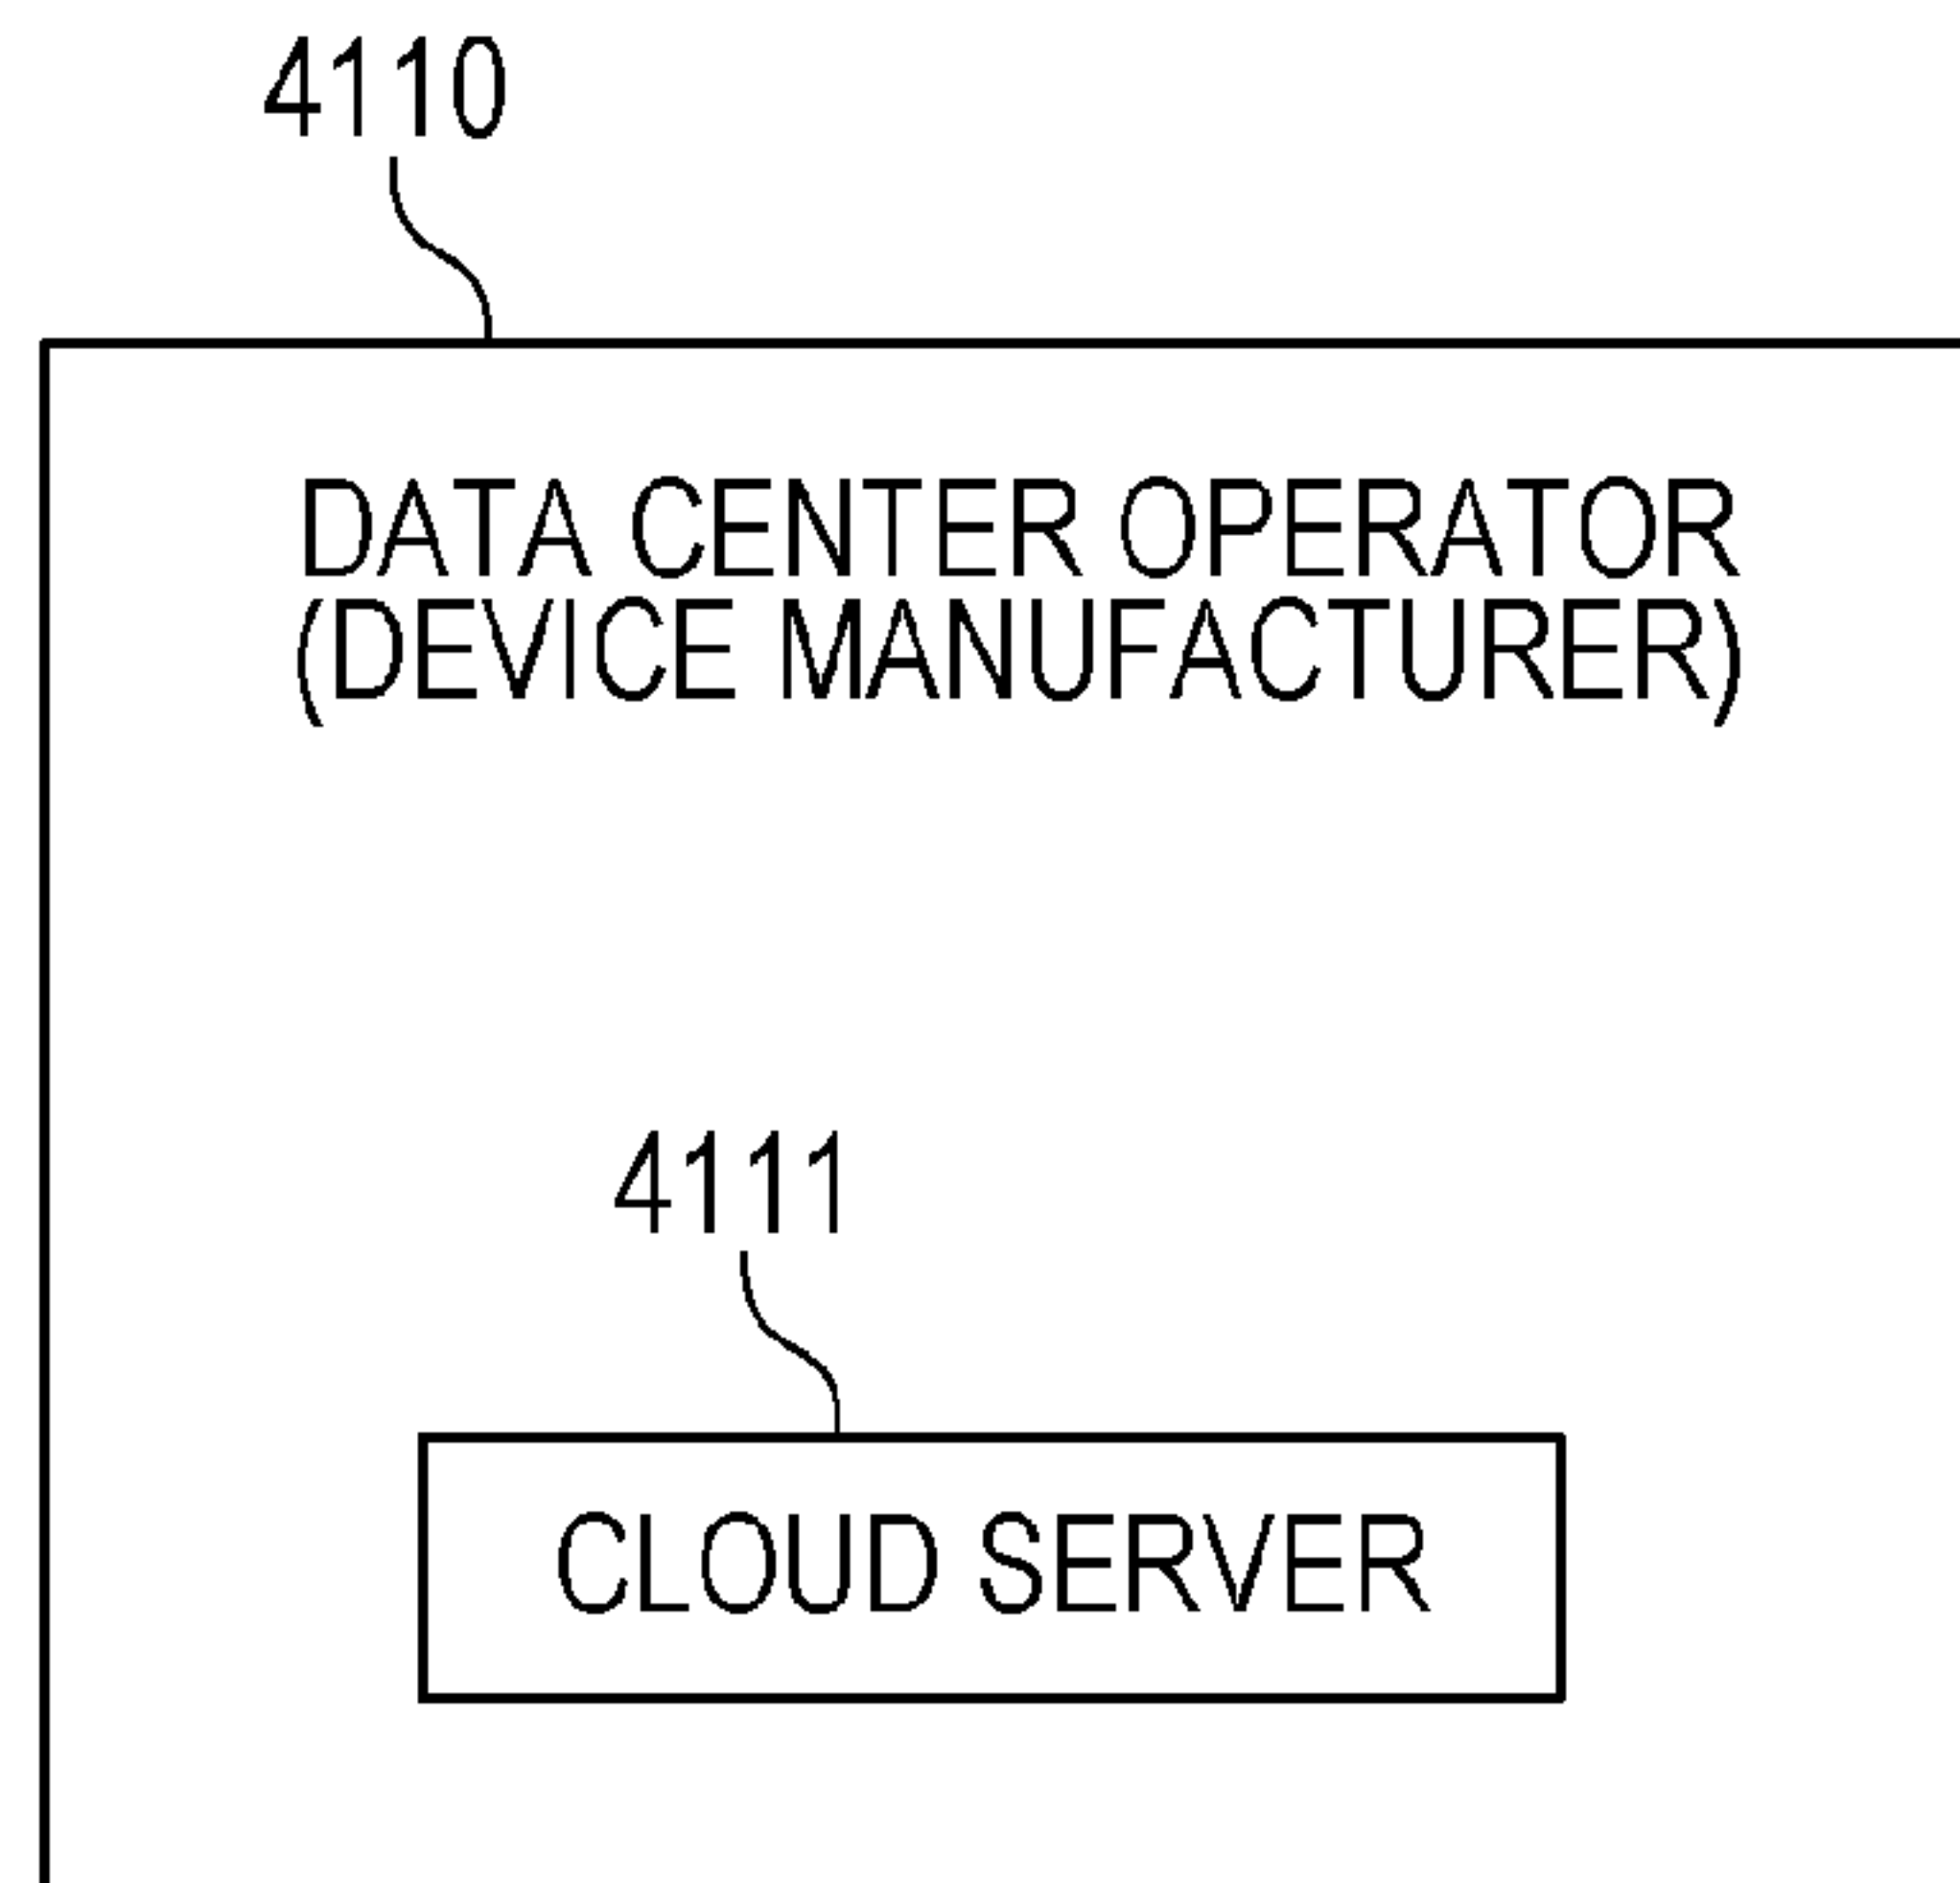 4110
DATA CENTER OPERATOR
(DEVICE MANUFACTURER)
4111
CLOUD SERVER